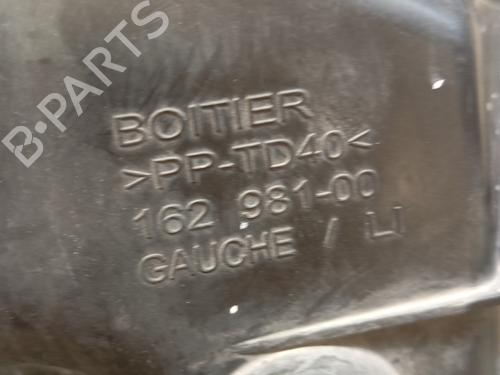 B-PARTS
BOITIER
>PP-TD40<
162 981-00
GAUCHE / LI